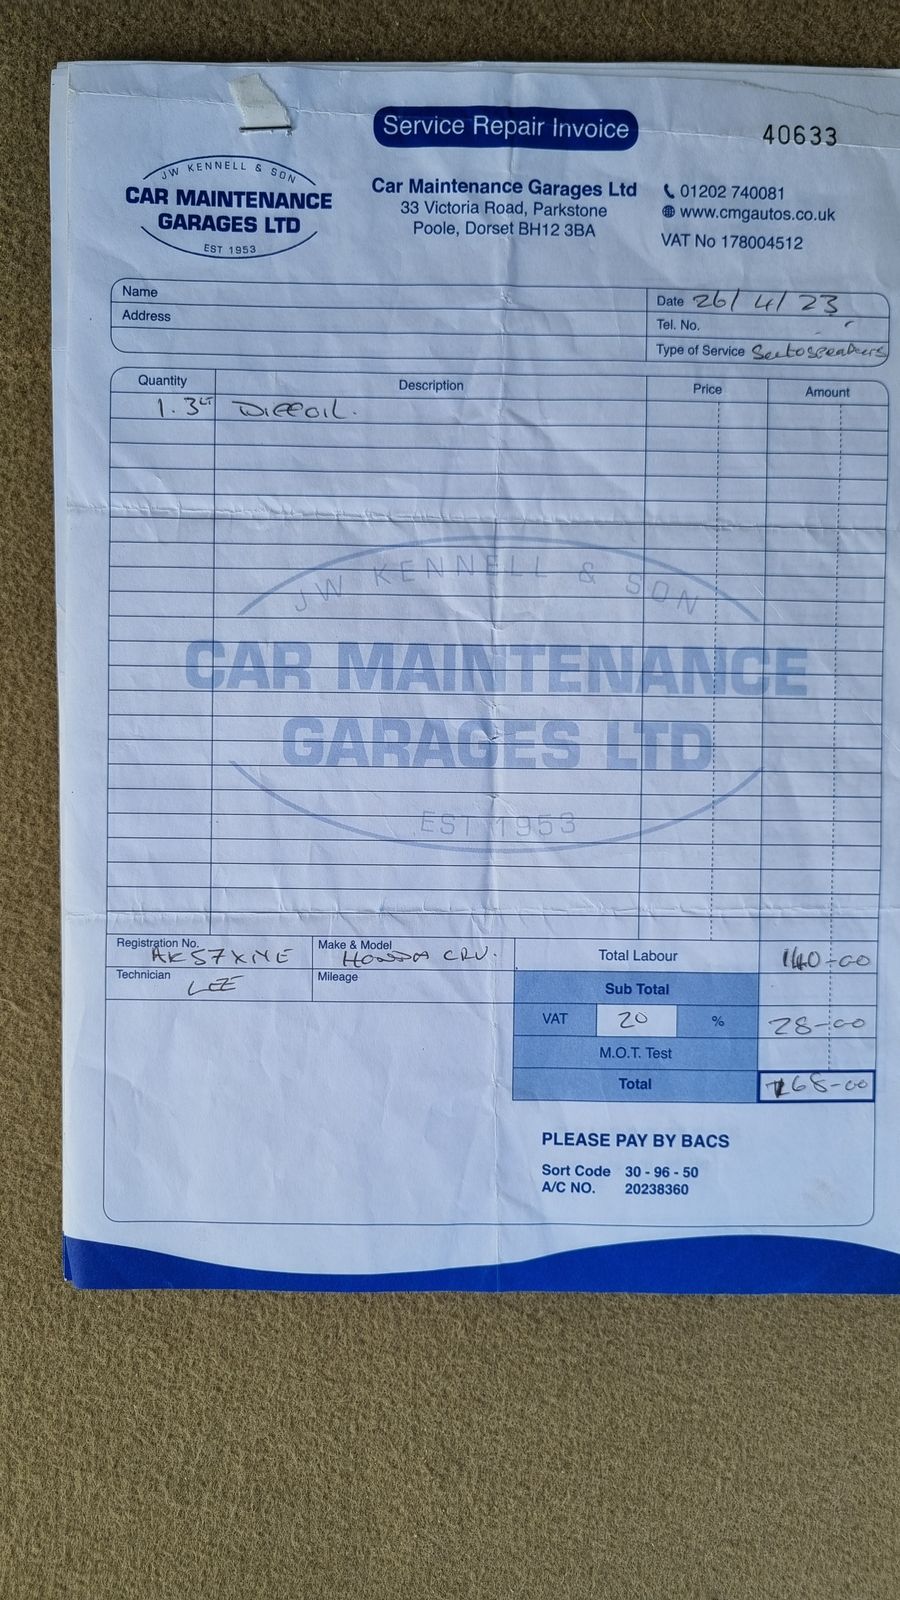 Service Repair Invoice
40633
JW KENNELL & SON
CAR MAINTENANCE
GARAGES LTD
EST 1953
Car Maintenance Garages Ltd
33 Victoria Road, Parkstone
Poole, Dorset BH12 3BA
01202 740081
www.cmgautos.co.uk
VAT No 178004512
Name
Address
Date 26/4/23
Tel. No.
Type of Service
Quantity Description Price Amount
1.3LT DIFFOIL.
JW KENNELL & SON
CAR MAINTENANCE
GARAGES LTD
EST 1953
Registration No. AK57XNE
Make & Model HONDA CRV.
Technician LEE
Mileage
Total Labour 140-00
Sub Total
VAT 20 % 28-00
M.O.T. Test
Total 168-00
PLEASE PAY BY BACS
Sort Code 30 - 96 - 50
A/C NO. 20238360